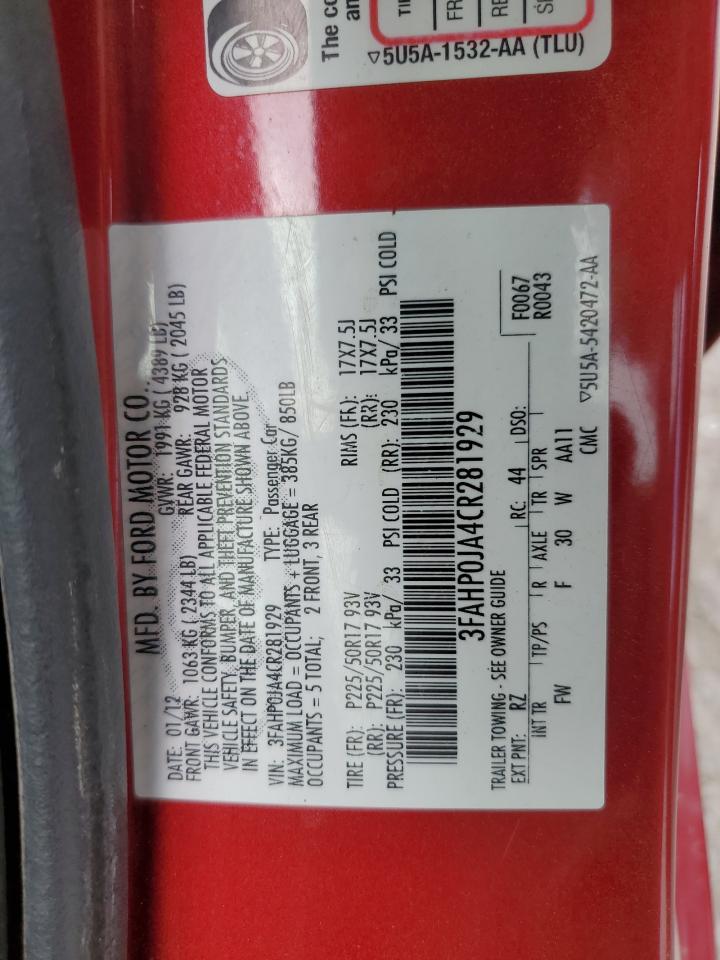 The co
an
TI
FR
RE
SI
▽5U5A-1532-AA (TLU)
MFD. BY FORD MOTOR CO.
DATE: 01/12 GVWR: 1991 KG ( 4389 LB)
FRONT GAWR: 1063 KG ( 2344 LB) REAR GAWR: 928 KG ( 2045 LB)
THIS VEHICLE CONFORMS TO ALL APPLICABLE FEDERAL MOTOR
VEHICLE SAFETY, BUMPER, AND THEFT PREVENTION STANDARDS
IN EFFECT ON THE DATE OF MANUFACTURE SHOWN ABOVE.
VIN: 3FAHP0JA4CR281929 TYPE: Passenger Car
MAXIMUM LOAD = OCCUPANTS + LUGGAGE = 385KG/ 850LB
OCCUPANTS = 5 TOTAL; 2 FRONT, 3 REAR
TIRE (FR): P225/50R17 93V RIMS (FR): 17X7.5J
(RR): P225/50R17 93V (RR): 17X7.5J
PRESSURE (FR): 230 kPa/ 33 PSI COLD (RR): 230 kPa/ 33 PSI COLD
3FAHP0JA4CR281929
TRAILER TOWING - SEE OWNER GUIDE
EXT PNT: RZ RC: 44 DSO: F0067
R0043
INT TR TP/PS R AXLE TR SPR
FW F 30 W AA11
CMC ▽5U5A-5420472-AA